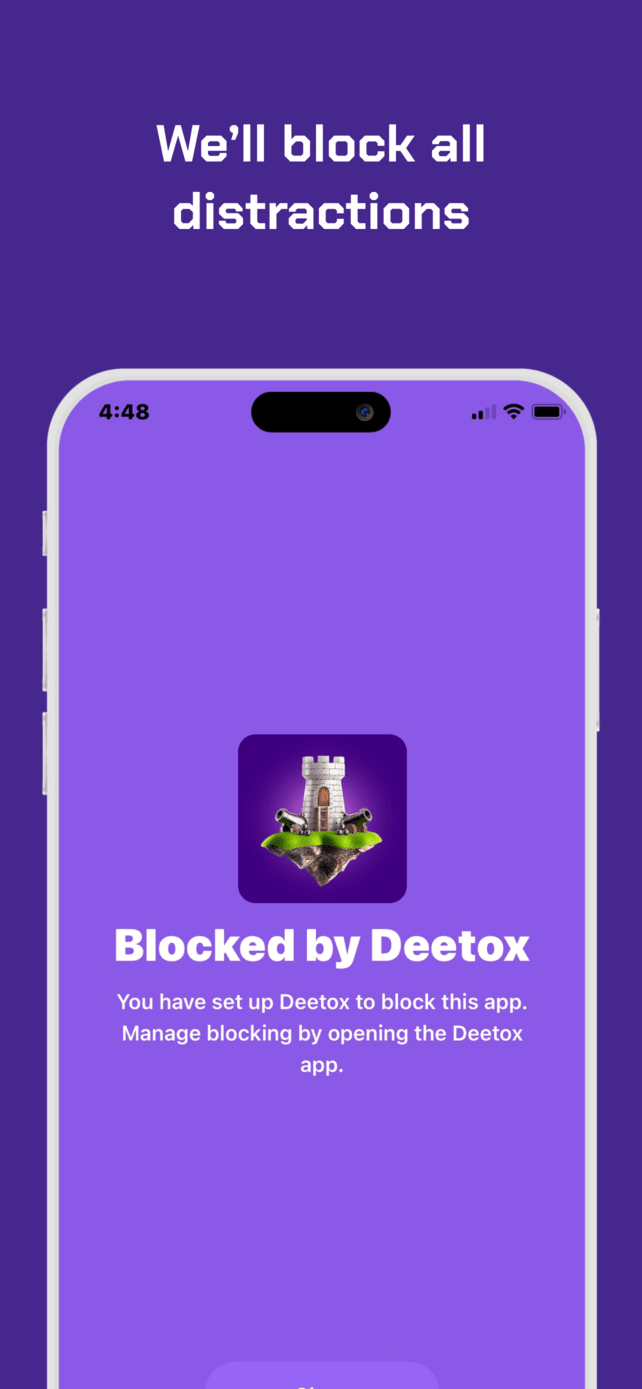 We'll block all
distractions
4:48
Blocked by Deetox
You have set up Deetox to block this app.
Manage blocking by opening the Deetox
app.